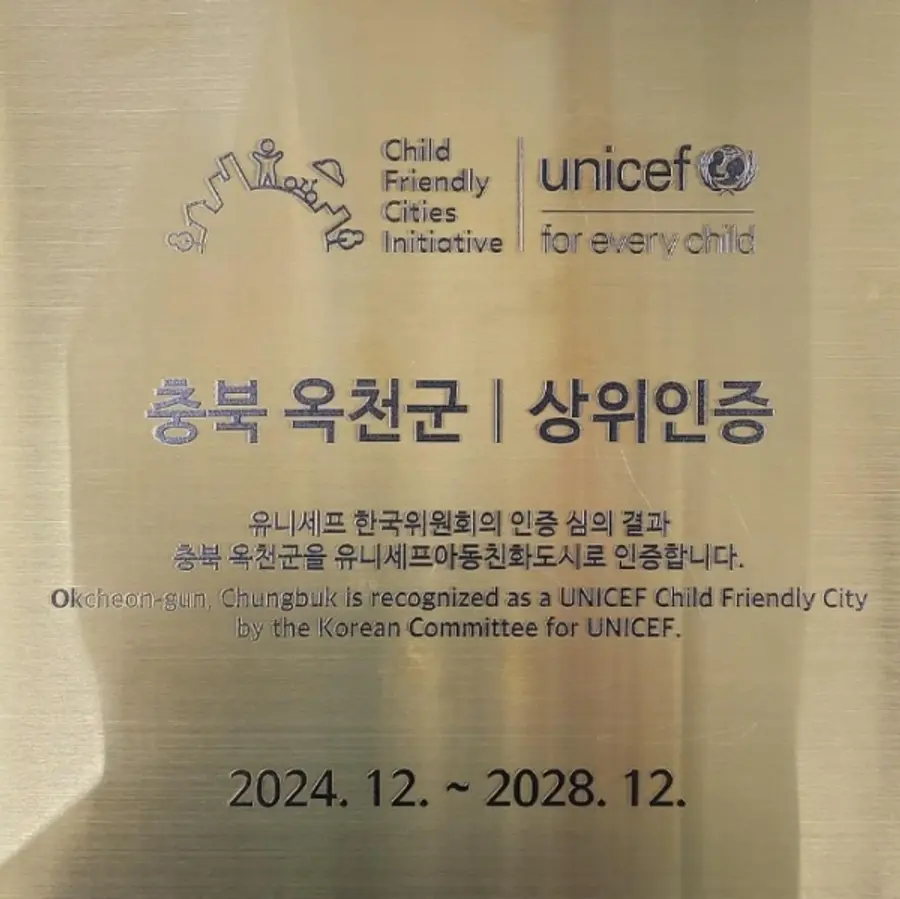 Child
Friendly
Cities
Initiative
unicef
for every child
충북 옥천군 | 상위인증
유니세프 한국위원회의 인증 심의 결과
충북 옥천군을 유니세프아동친화도시로 인증합니다.
Okcheon-gun, Chungbuk is recognized as a UNICEF Child Friendly City
by the Korean Committee for UNICEF.
2024. 12. ~ 2028. 12.